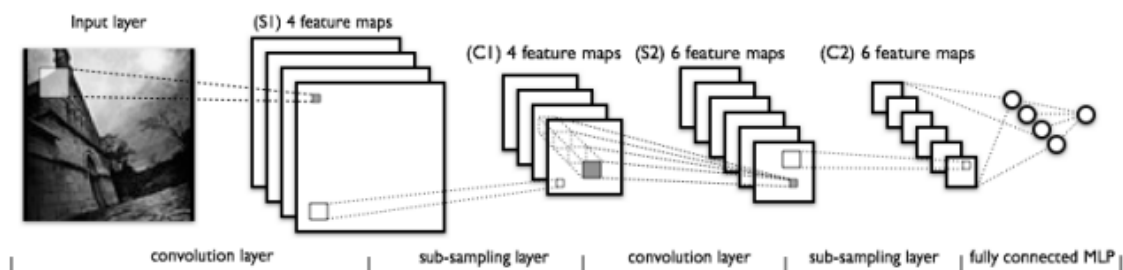 Input layer
(S1) 4 feature maps
(C1) 4 feature maps
(S2) 6 feature maps
(C2) 6 feature maps
convolution layer
sub-sampling layer
convolution layer
sub-sampling layer
fully connected MLP